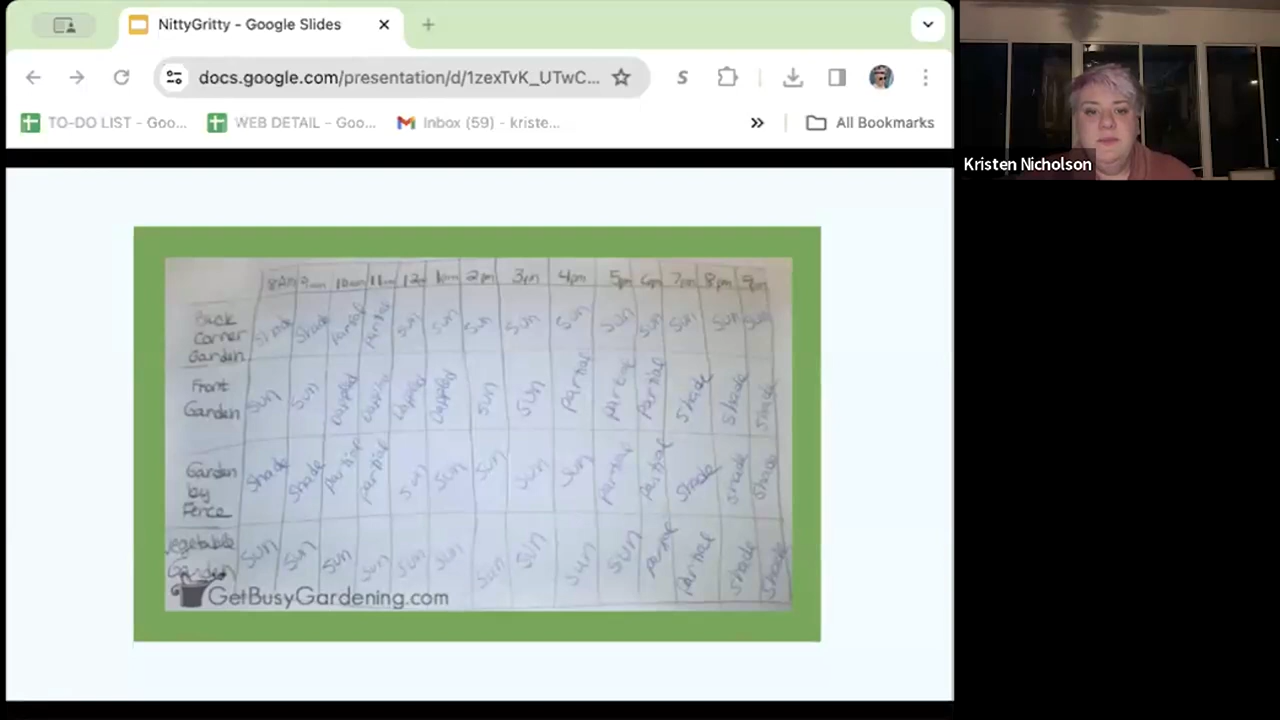 NittyGritty - Google Slides
docs.google.com/presentation/d/1zexTvK_UTwC...
TO-DO LIST - Goo... WEB DETAIL - Goo... Inbox (59) - kriste... All Bookmarks
Kristen Nicholson
8am 9am 10am 11am 12pm 1pm 2pm 3pm 4pm 5pm 6pm 7pm 8pm 9pm
Back
Corner
Garden
Shade Shade Partial Partial Sun Sun Sun Sun Sun Sun Sun Sun Sun Sun
Front
Garden
Sun Sun Dappled Dappled Dappled Dappled Sun Sun Partial Partial Partial Shade Shade Shade
Garden
by
Fence
Shade Shade Partial Partial Sun Sun Sun Sun Sun Partial Partial Shade Shade Shade
Vegetable
Garden
Sun Sun Sun Sun Sun Sun Sun Sun Sun Sun Partial Partial Shade Shade
GetBusyGardening.com